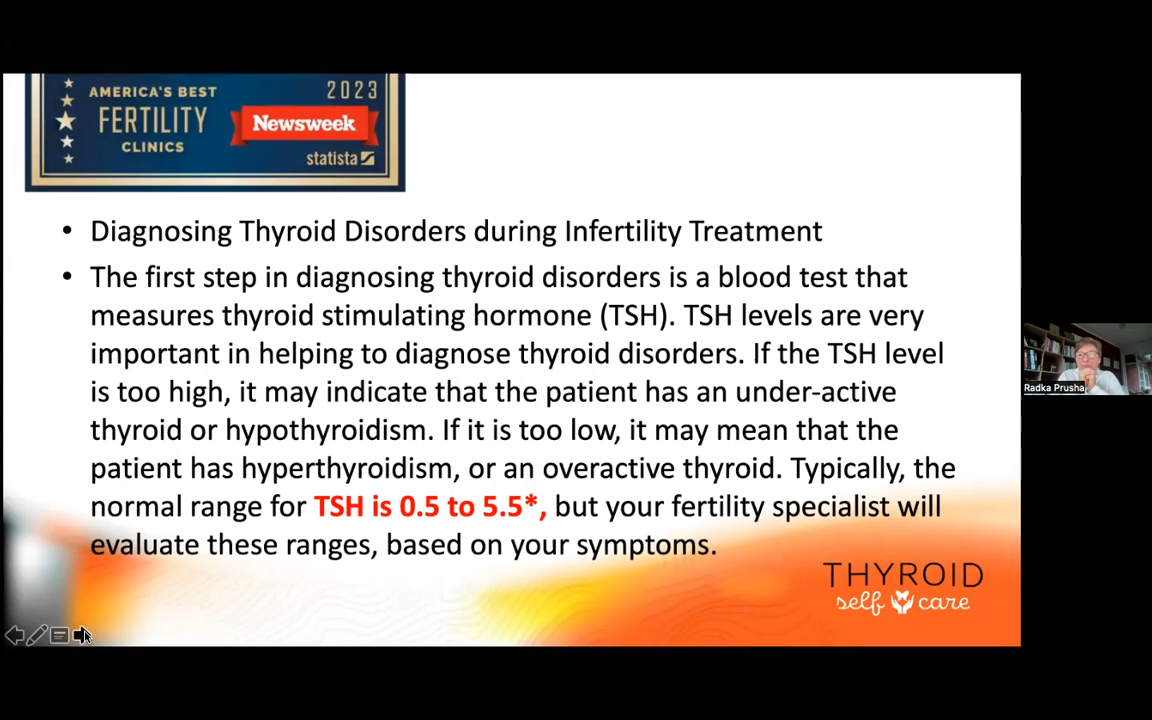 AMERICA'S BEST
2023
FERTILITY
Newsweek
CLINICS
statista
• Diagnosing Thyroid Disorders during Infertility Treatment
• The first step in diagnosing thyroid disorders is a blood test that
measures thyroid stimulating hormone (TSH). TSH levels are very
important in helping to diagnose thyroid disorders. If the TSH level
is too high, it may indicate that the patient has an under-active
thyroid or hypothyroidism. If it is too low, it may mean that the
patient has hyperthyroidism, or an overactive thyroid. Typically, the
normal range for TSH is 0.5 to 5.5*, but your fertility specialist will
evaluate these ranges, based on your symptoms.
THYROID
self care
Radka Prusha